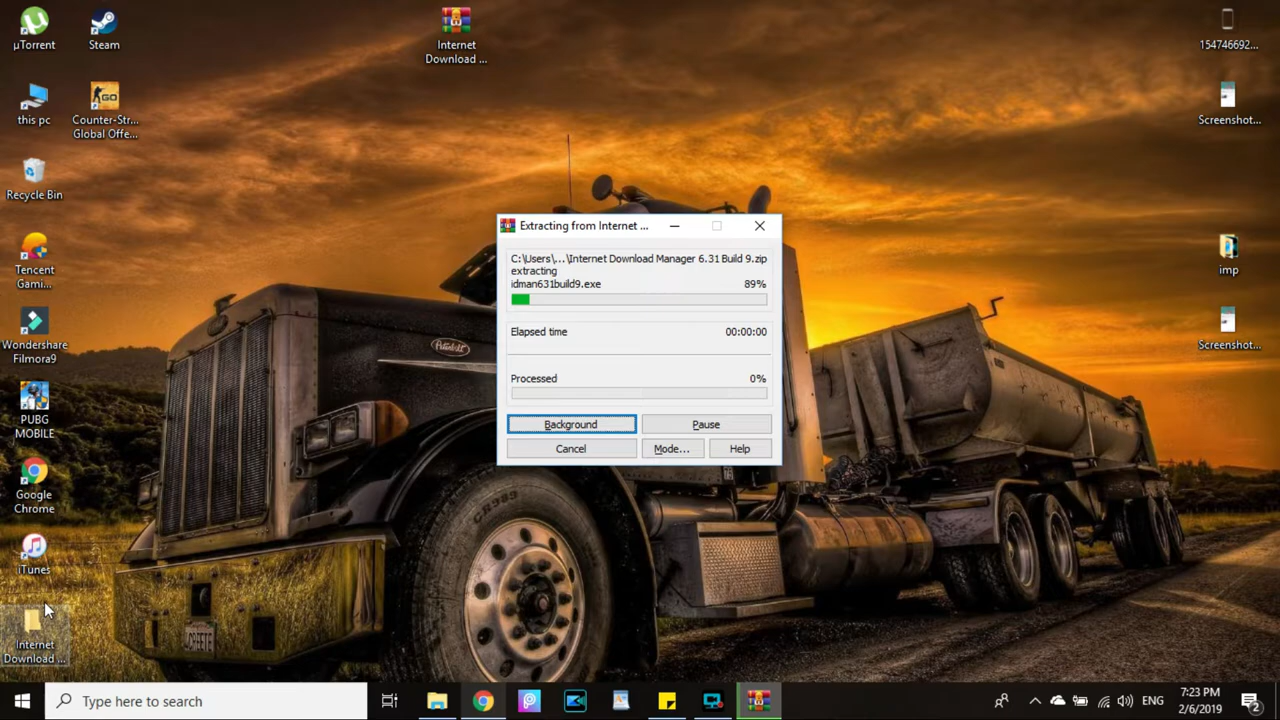 µTorrent
Steam
Internet
Download ...
154746692...
this pc
Counter-Str...
Global Offe...
GO
Screenshot...
Recycle Bin
Extracting from Internet ...
C:\Users\...\Internet Download Manager 6.31 Build 9.zip
extracting
idman631build9.exe 89%
Elapsed time 00:00:00
Processed 0%
Background Pause
Cancel Mode... Help
Tencent
Gami...
imp
Wondershare
Filmora9
Screenshot...
PUBG
MOBILE
Google
Chrome
iTunes
Internet
Download ...
Peterbilt
Type here to search
ENG
7:23 PM
2/6/2019
2